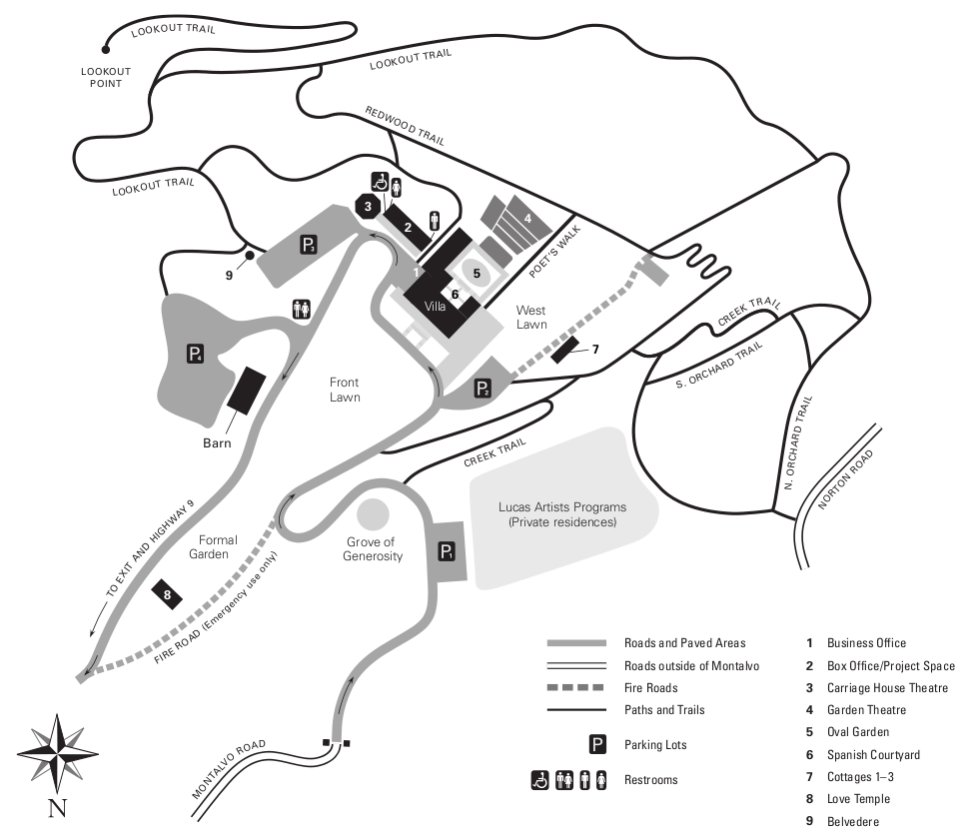 LOOKOUT TRAIL
LOOKOUT
POINT
LOOKOUT TRAIL
REDWOOD TRAIL
LOOKOUT TRAIL
3
2
4
P3
9
1
5
6
POET'S WALK
Villa
West
Lawn
7
CREEK TRAIL
S. ORCHARD TRAIL
P4
P2
Front
Lawn
Barn
N. ORCHARD TRAIL
CREEK TRAIL
NORTON ROAD
Lucas Artists Programs
(Private residences)
TO EXIT AND HIGHWAY 9
Formal
Garden
Grove of
Generosity
P1
8
FIRE ROAD (Emergency use only)
MONTALVO ROAD
N
Roads and Paved Areas
Roads outside of Montalvo
Fire Roads
Paths and Trails
P Parking Lots
Restrooms
1 Business Office
2 Box Office/Project Space
3 Carriage House Theatre
4 Garden Theatre
5 Oval Garden
6 Spanish Courtyard
7 Cottages 1–3
8 Love Temple
9 Belvedere